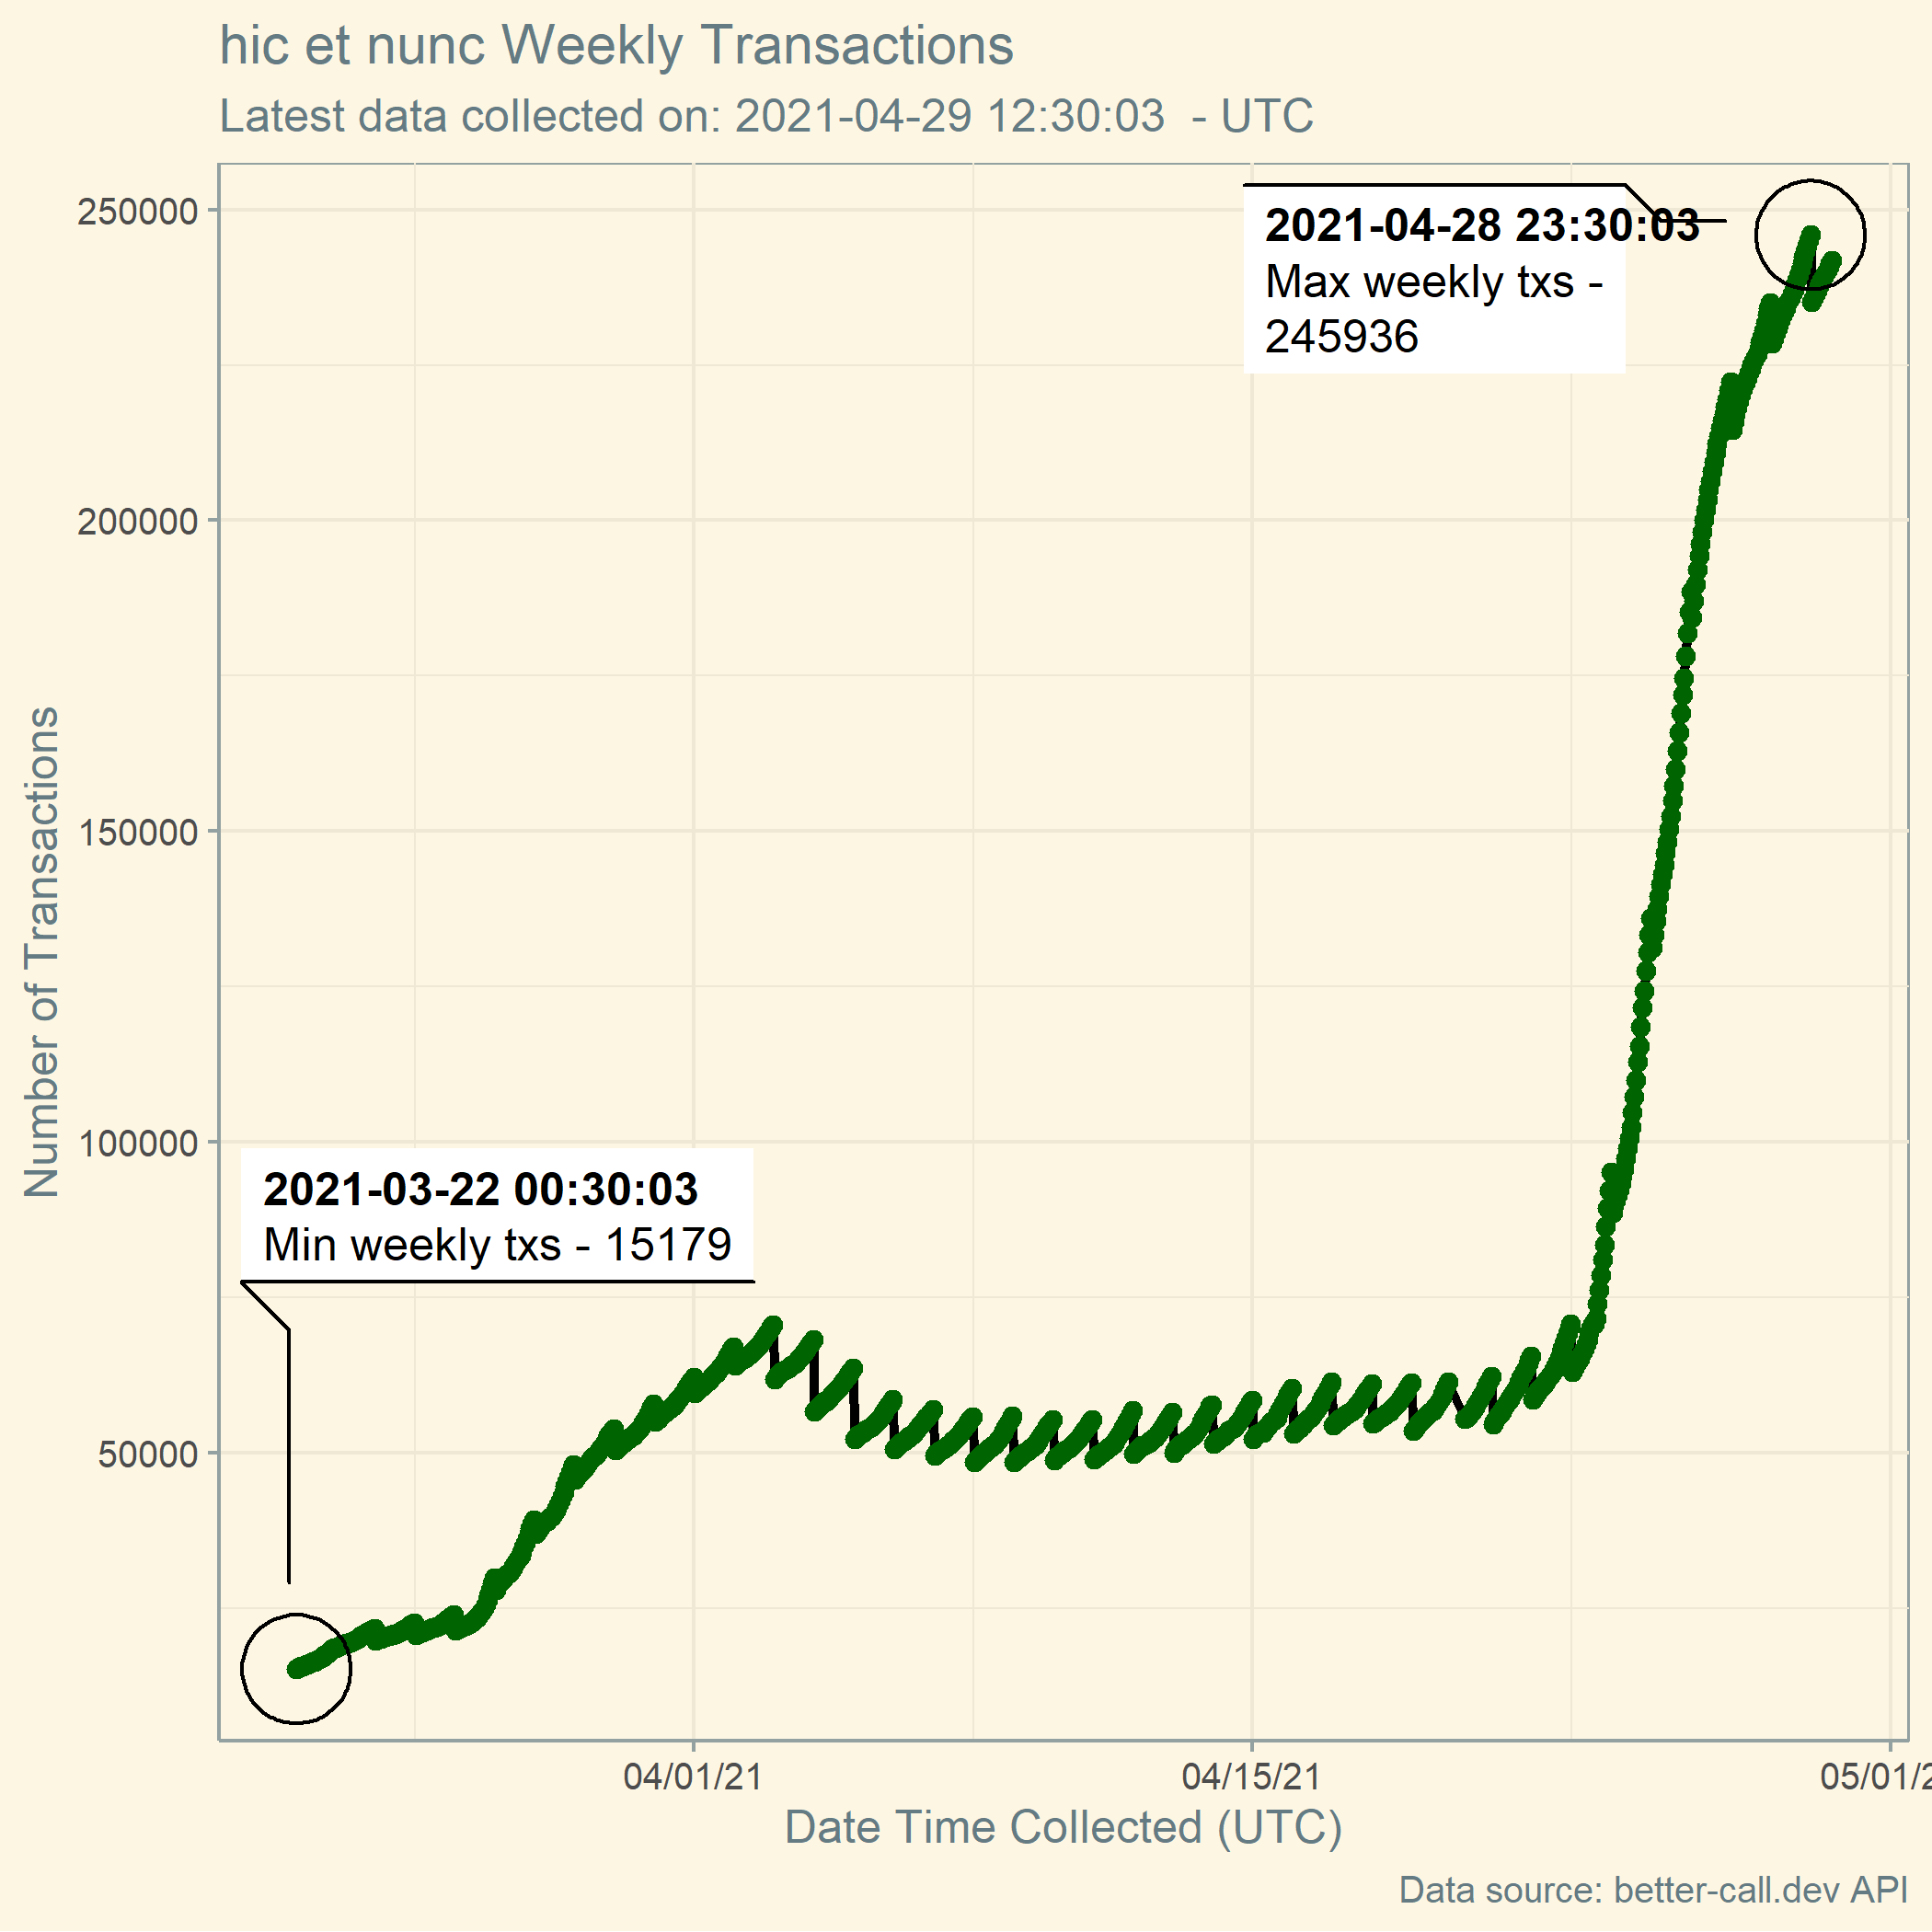 hic et nunc Weekly Transactions
Latest data collected on: 2021-04-29 12:30:03  - UTC
250000
200000
150000
100000
50000
Number of Transactions
2021-04-28 23:30:03
Max weekly txs -
245936
2021-03-22 00:30:03
Min weekly txs - 15179
04/01/21
04/15/21
05/01/2
Date Time Collected (UTC)
Data source: better-call.dev API